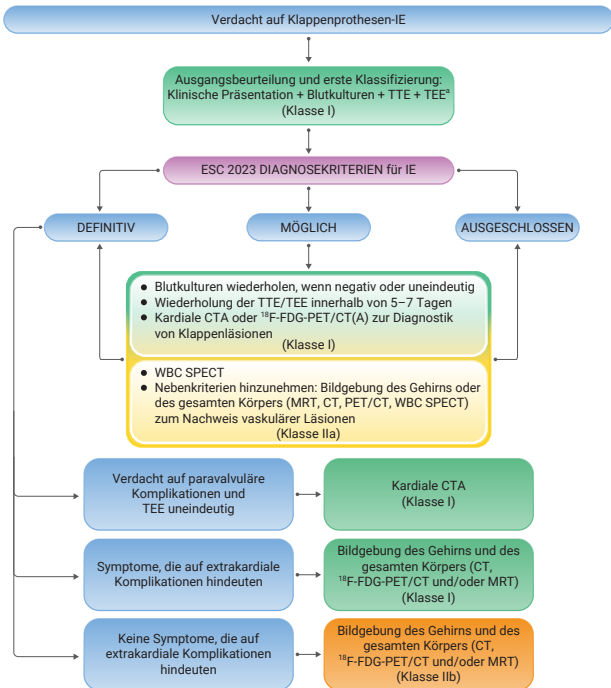 Verdacht auf Klappenprothesen-IE
Ausgangsbeurteilung und erste Klassifizierung:
Klinische Präsentation + Blutkulturen + TTE + TEEᵃ
(Klasse I)
ESC 2023 DIAGNOSEKRITERIEN für IE
DEFINITIV
MÖGLICH
AUSGESCHLOSSEN
● Blutkulturen wiederholen, wenn negativ oder uneindeutig
● Wiederholung der TTE/TEE innerhalb von 5–7 Tagen
● Kardiale CTA oder ¹⁸F-FDG-PET/CT(A) zur Diagnostik
von Klappenläsionen
(Klasse I)
● WBC SPECT
● Nebenkriterien hinzunehmen: Bildgebung des Gehirns oder
des gesamten Körpers (MRT, CT, PET/CT, WBC SPECT)
zum Nachweis vaskulärer Läsionen
(Klasse IIa)
Verdacht auf paravalvuläre
Komplikationen und
TEE uneindeutig
Kardiale CTA
(Klasse I)
Symptome, die auf extrakardiale
Komplikationen hindeuten
Bildgebung des Gehirns und des
gesamten Körpers (CT,
¹⁸F-FDG-PET/CT und/oder MRT)
(Klasse I)
Keine Symptome, die auf
extrakardiale Komplikationen
hindeuten
Bildgebung des Gehirns und des
gesamten Körpers (CT,
¹⁸F-FDG-PET/CT und/oder MRT)
(Klasse IIb)